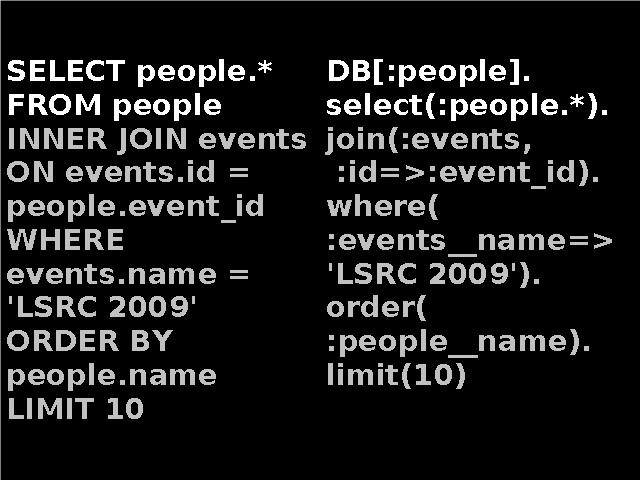 SELECT people.*
FROM people
INNER JOIN events
ON events.id =
people.event_id
WHERE
events.name =
'LSRC 2009'
ORDER BY
people.name
LIMIT 10
DB[:people].
select(:people.*).
join(:events,
:id=>:event_id).
where(
:events__name=>
'LSRC 2009').
order(
:people__name).
limit(10)